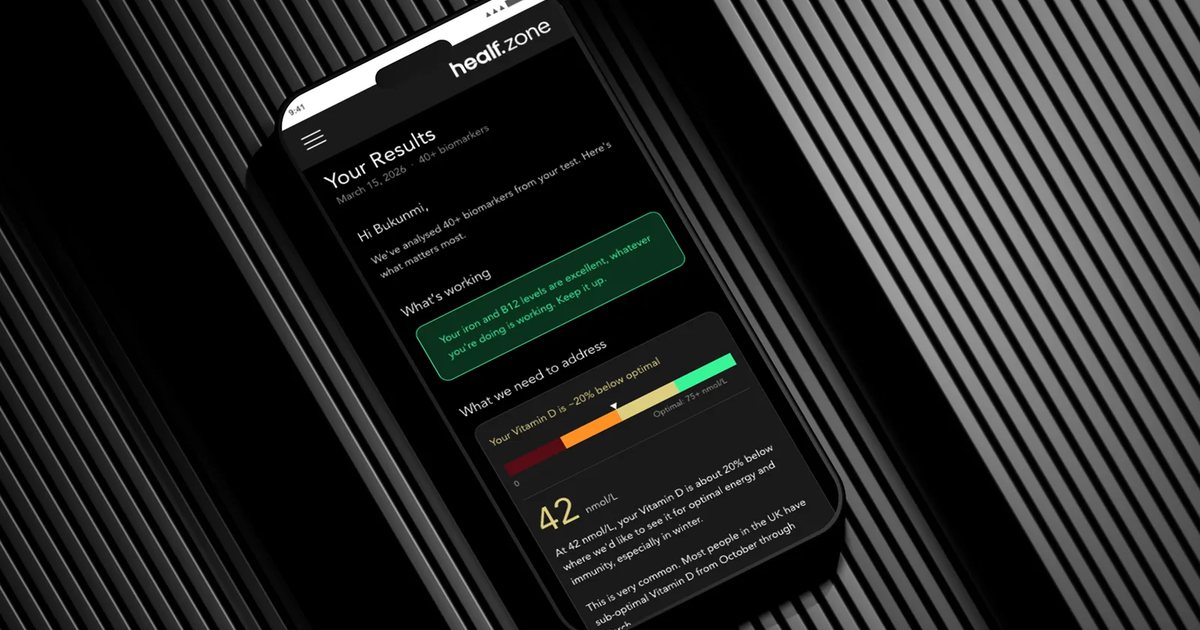 9:41
healf.zone
Your Results
March 15, 2026 · 40+ biomarkers
Hi Bukunmi,
We've analysed 40+ biomarkers from your test. Here's
what matters most.
What's working
Your iron and B12 levels are excellent, whatever
you're doing is working. Keep it up.
What we need to address
Your Vitamin D is ~20% below optimal
0
Optimal: 75+ nmol/L
42 nmol/L
At 42 nmol/L, your Vitamin D is about 20% below
where we'd like to see it for optimal energy and
immunity, especially in winter.
This is very common. Most people in the UK have
sub-optimal Vitamin D from October through